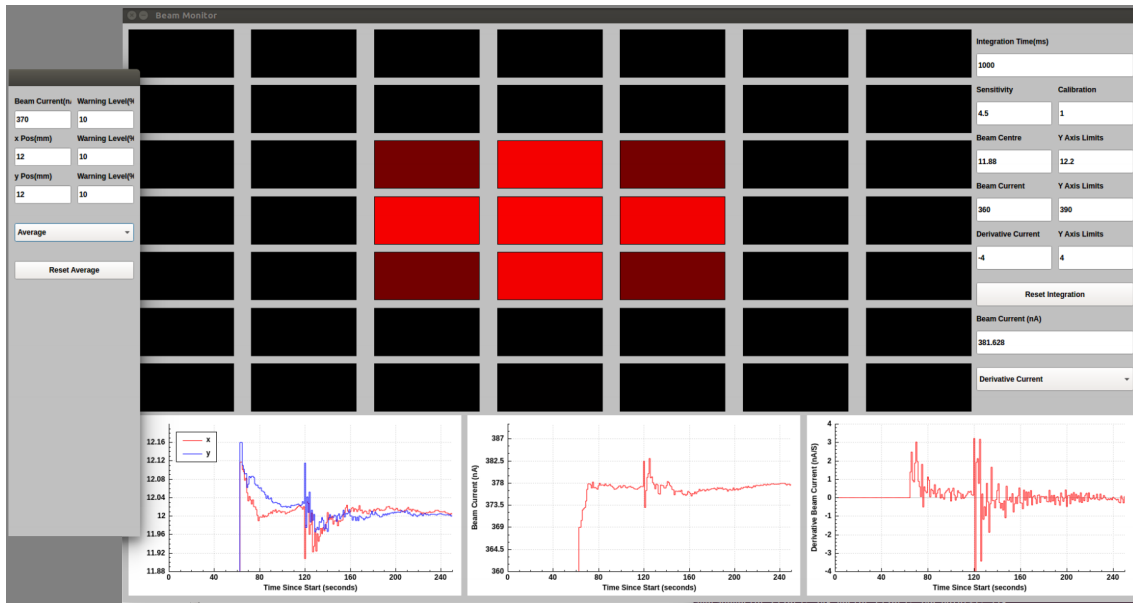 Beam Monitor
Beam Current(n
Warning Level(%
370
10
x Pos(mm)
Warning Level(%
12
10
y Pos(mm)
Warning Level(%
12
10
Average
Reset Average
Integration Time(ms)
1000
Sensitivity
Calibration
4.5
1
Beam Centre
Y Axis Limits
11.88
12.2
Beam Current
Y Axis Limits
360
390
Derivative Current
Y Axis Limits
-4
4
Reset Integration
Beam Current (nA)
381.628
Derivative Current
x
y
12.16
12.12
12.08
12.04
12
11.96
11.92
11.88
0
40
80
120
160
200
240
Time Since Start (seconds)
Beam Current (nA)
387
382.5
378
373.5
369
364.5
360
0
40
80
120
160
200
240
Time Since Start (seconds)
Derivative Beam Current (nA/S)
4
3
2
1
0
-1
-2
-3
-4
0
40
80
120
160
200
240
Time Since Start (seconds)